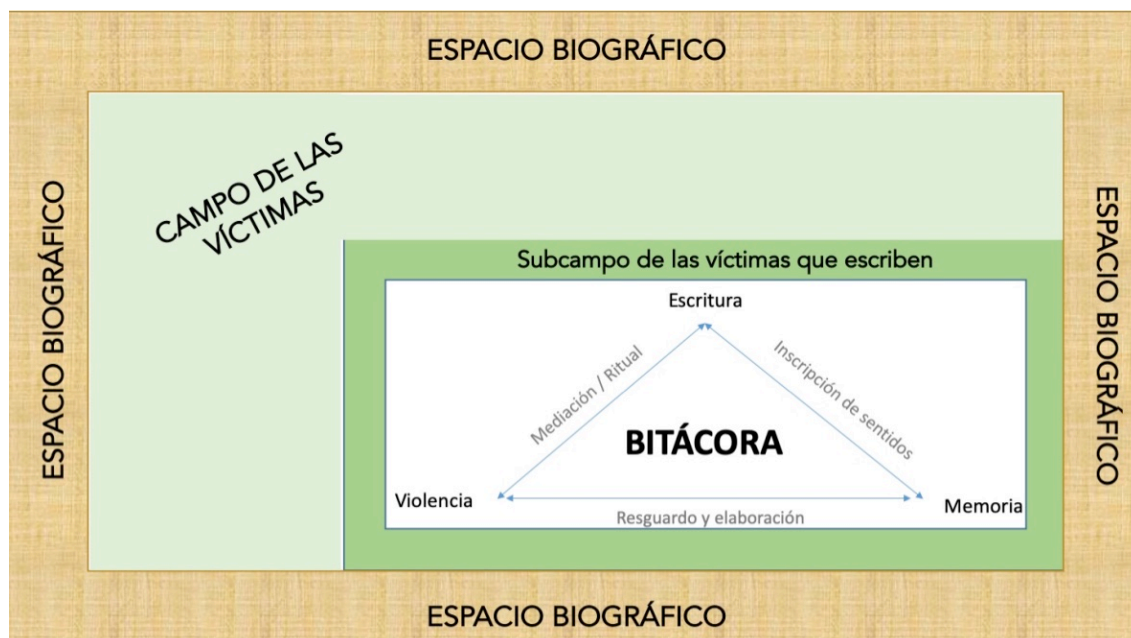 ESPACIO BIOGRÁFICO
ESPACIO BIOGRÁFICO
CAMPO DE LAS
VÍCTIMAS
ESPACIO BIOGRÁFICO
Subcampo de las víctimas que escriben
Escritura
Mediación / Ritual
Inscripción de sentidos
BITÁCORA
Violencia
Memoria
Resguardo y elaboración
ESPACIO BIOGRÁFICO